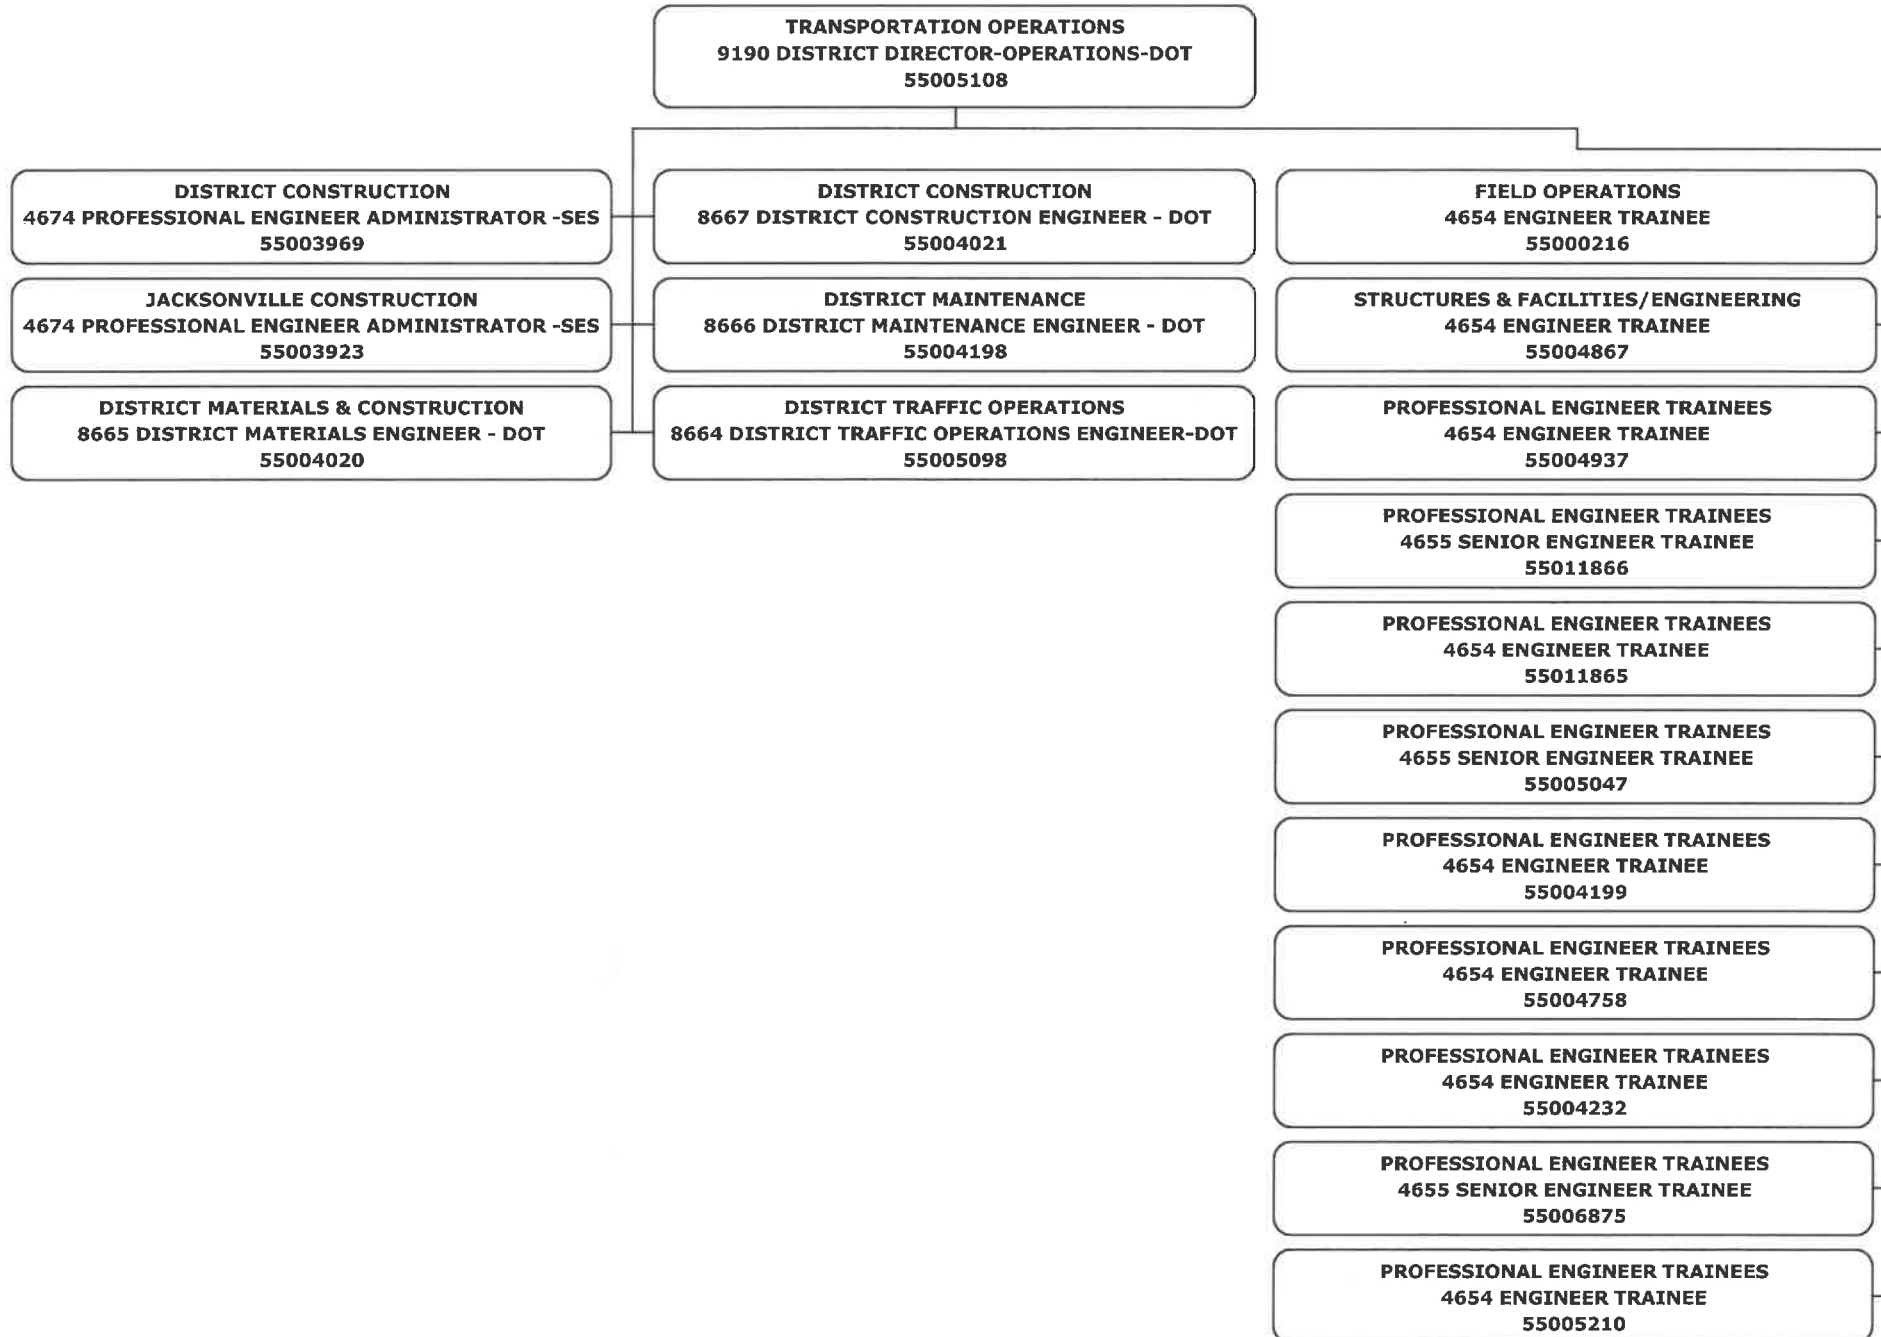 TRANSPORTATION OPERATIONS
9190 DISTRICT DIRECTOR-OPERATIONS-DOT
55005108
DISTRICT CONSTRUCTION
4674 PROFESSIONAL ENGINEER ADMINISTRATOR -SES
55003969
DISTRICT CONSTRUCTION
8667 DISTRICT CONSTRUCTION ENGINEER - DOT
55004021
FIELD OPERATIONS
4654 ENGINEER TRAINEE
55000216
JACKSONVILLE CONSTRUCTION
4674 PROFESSIONAL ENGINEER ADMINISTRATOR -SES
55003923
DISTRICT MAINTENANCE
8666 DISTRICT MAINTENANCE ENGINEER - DOT
55004198
STRUCTURES & FACILITIES/ENGINEERING
4654 ENGINEER TRAINEE
55004867
DISTRICT MATERIALS & CONSTRUCTION
8665 DISTRICT MATERIALS ENGINEER - DOT
55004020
DISTRICT TRAFFIC OPERATIONS
8664 DISTRICT TRAFFIC OPERATIONS ENGINEER-DOT
55005098
PROFESSIONAL ENGINEER TRAINEES
4654 ENGINEER TRAINEE
55004937
PROFESSIONAL ENGINEER TRAINEES
4655 SENIOR ENGINEER TRAINEE
55011866
PROFESSIONAL ENGINEER TRAINEES
4654 ENGINEER TRAINEE
55011865
PROFESSIONAL ENGINEER TRAINEES
4655 SENIOR ENGINEER TRAINEE
55005047
PROFESSIONAL ENGINEER TRAINEES
4654 ENGINEER TRAINEE
55004199
PROFESSIONAL ENGINEER TRAINEES
4654 ENGINEER TRAINEE
55004758
PROFESSIONAL ENGINEER TRAINEES
4654 ENGINEER TRAINEE
55004232
PROFESSIONAL ENGINEER TRAINEES
4655 SENIOR ENGINEER TRAINEE
55006875
PROFESSIONAL ENGINEER TRAINEES
4654 ENGINEER TRAINEE
55005210